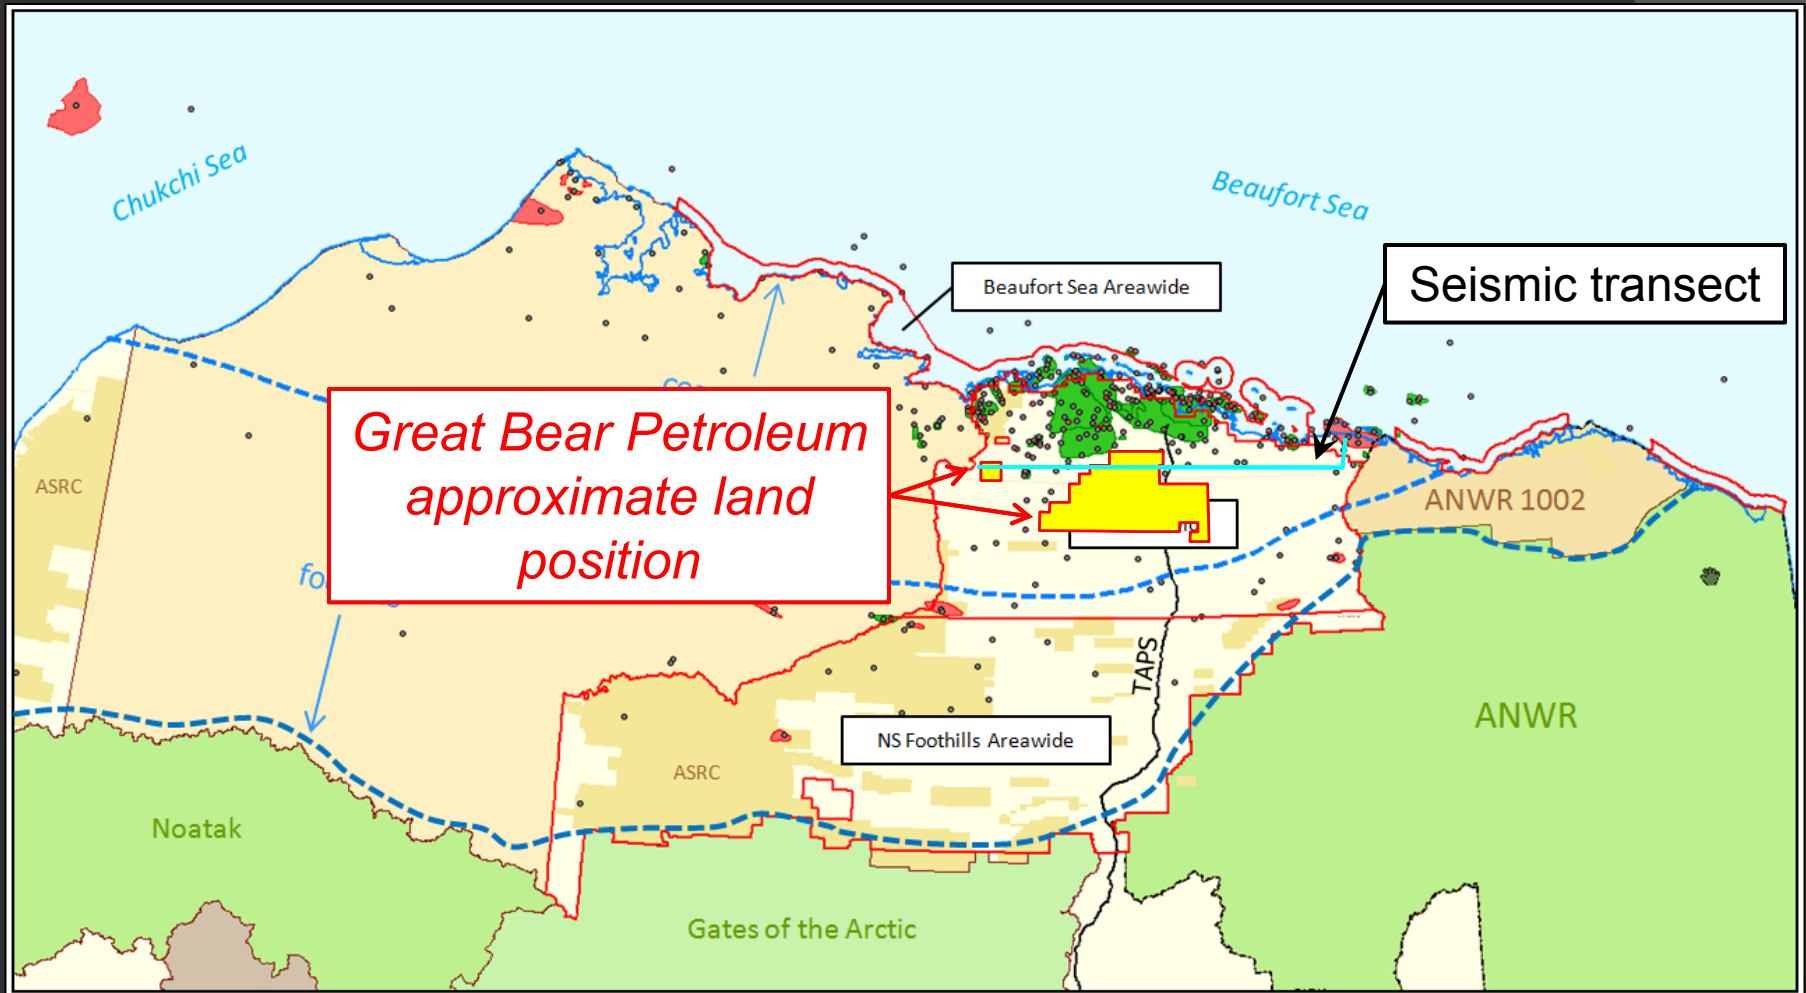 Chukchi Sea
Beaufort Sea
Beaufort Sea Areawide
Seismic transect
Great Bear Petroleum
approximate land
position
ASRC
ANWR 1002
TAPS
ANWR
NS Foothills Areawide
ASRC
Noatak
Gates of the Arctic